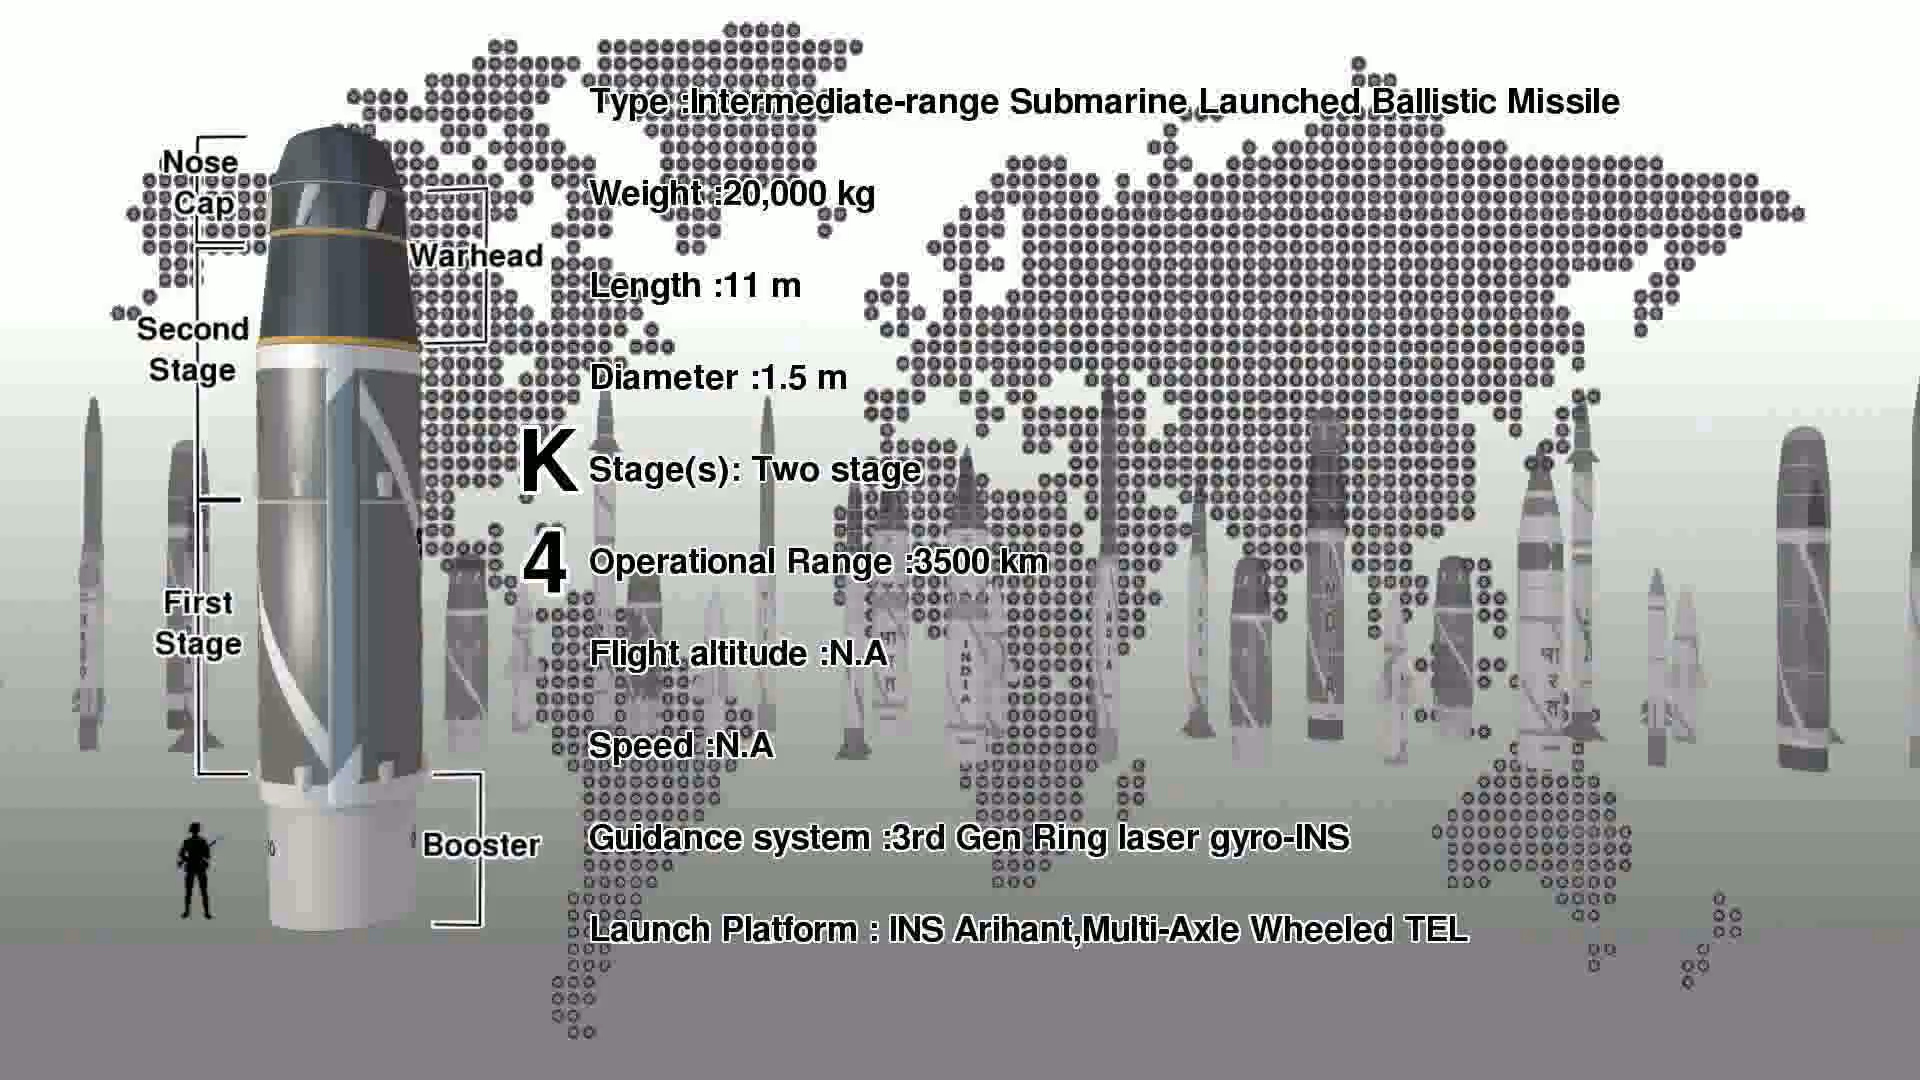 Type :Intermediate-range Submarine Launched Ballistic Missile
Nose
Cap
Weight :20,000 kg
Warhead
Length :11 m
Second
Stage
Diameter :1.5 m
K
Stage(s): Two stage
4
Operational Range :3500 km
First
Stage
Flight altitude :N.A
Speed :N.A
Booster
Guidance system :3rd Gen Ring laser gyro-INS
Launch Platform : INS Arihant,Multi-Axle Wheeled TEL
INDIA